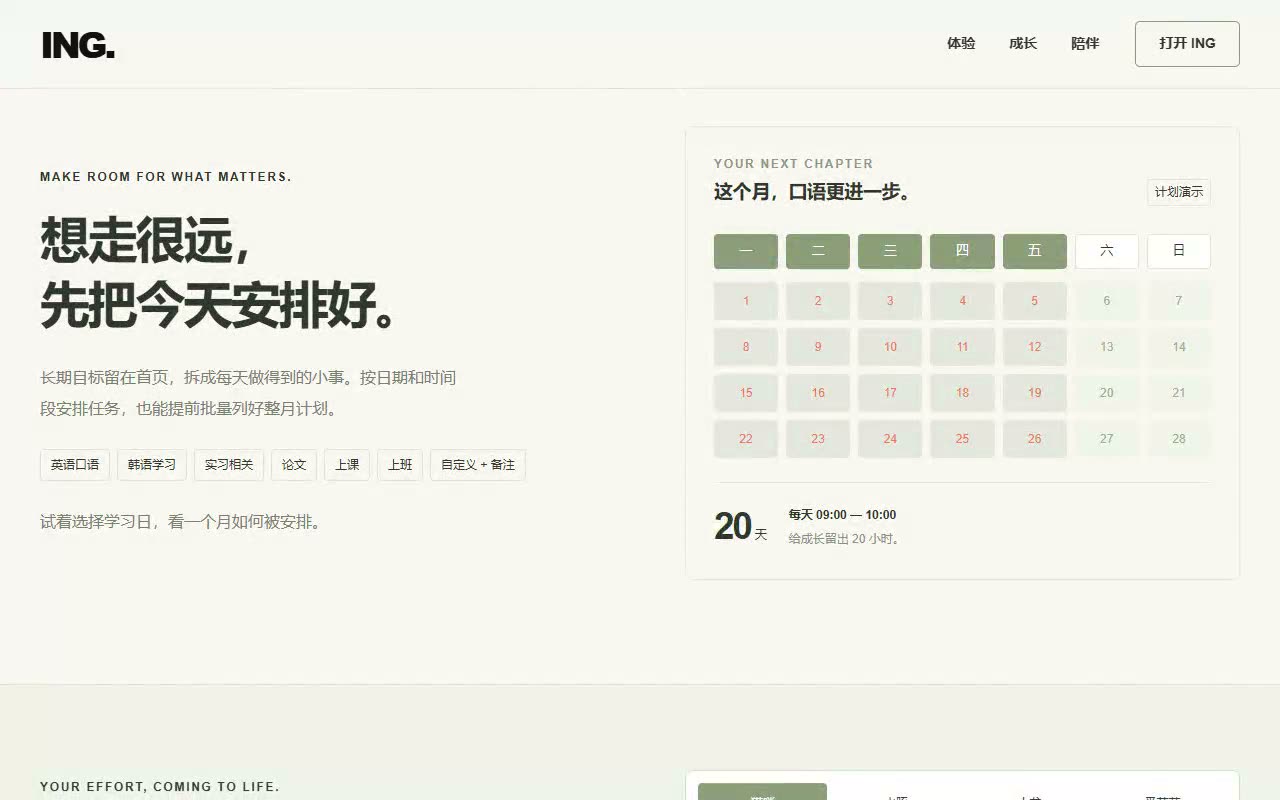 ING.
体验
成长
陪伴
打开 ING
MAKE ROOM FOR WHAT MATTERS.
想走很远，
先把今天安排好。
长期目标留在首页，拆成每天做得到的小事。按日期和时间
段安排任务，也能提前批量列好整月计划。
英语口语
韩语学习
实习相关
论文
上课
上班
自定义 + 备注
试着选择学习日，看一个月如何被安排。
YOUR NEXT CHAPTER
这个月，口语更进一步。
计划演示
一 二 三 四 五 六 日
1 2 3 4 5 6 7
8 9 10 11 12 13 14
15 16 17 18 19 20 21
22 23 24 25 26 27 28
20 天
每天 09:00 — 10:00
给成长留出 20 小时。
YOUR EFFORT, COMING TO LIFE.